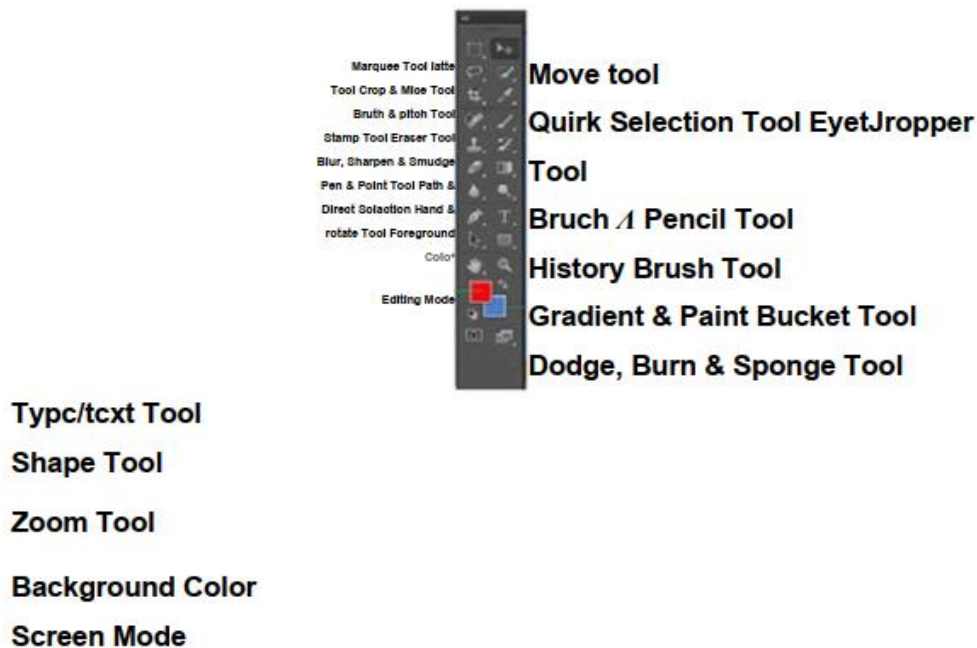 Marquee Tool latte
Tool Crop & Mloe Tool
Bruth & pitoh Tool
Stamp Tool Eraser Tool
Blur, Sharpen & Smudge
Pen & Point Tool Path &
Direct Solaction Hand &
rotate Tool Foreground
Colo*
Editing Mode
Move tool
Quirk Selection Tool EyetJropper
Tool
Bruch Λ Pencil Tool
History Brush Tool
Gradient & Paint Bucket Tool
Dodge, Burn & Sponge Tool
Typc/tcxt Tool
Shape Tool
Zoom Tool
Background Color
Screen Mode